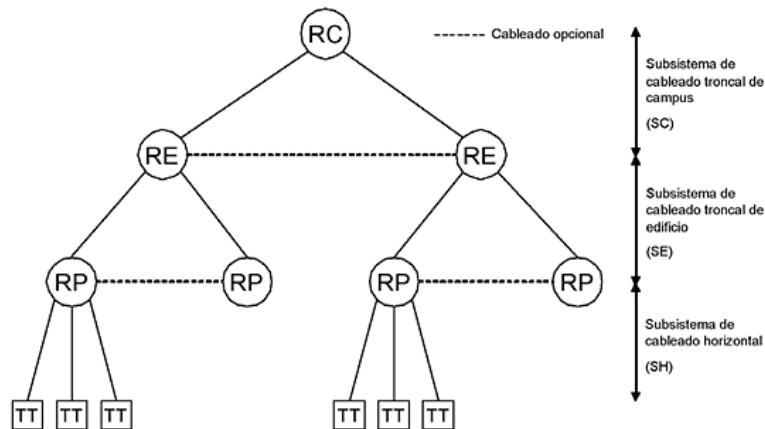 RC
Cableado opcional
Subsistema de
cableado troncal de
campus
(SC)
RE
RE
Subsistema de
cableado troncal de
edificio
(SE)
RP
RP
RP
RP
Subsistema de
cableado horizontal
(SH)
TT
TT
TT
TT
TT
TT